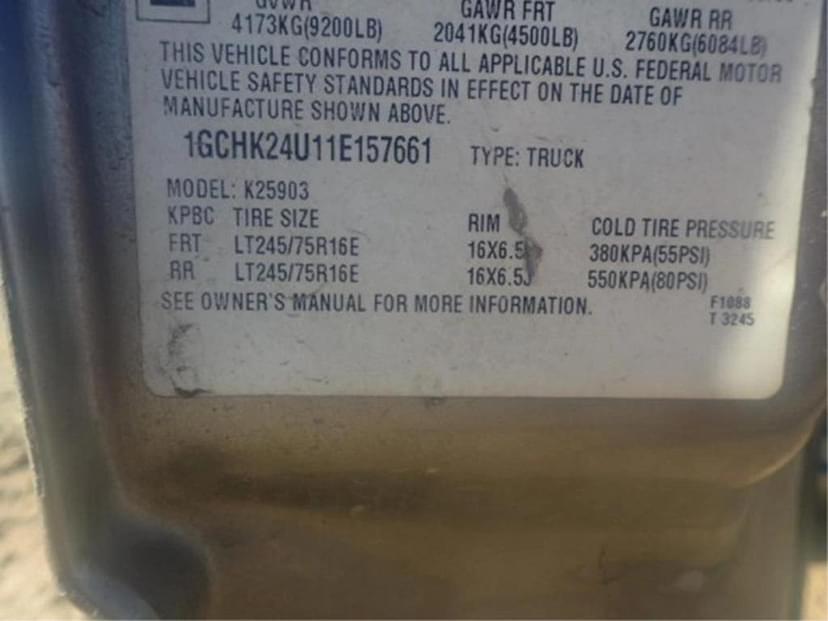 GVWR GAWR FRT GAWR RR
4173KG(9200LB) 2041KG(4500LB) 2760KG(6084LB)
THIS VEHICLE CONFORMS TO ALL APPLICABLE U.S. FEDERAL MOTOR
VEHICLE SAFETY STANDARDS IN EFFECT ON THE DATE OF
MANUFACTURE SHOWN ABOVE.
1GCHK24U11E157661 TYPE: TRUCK
MODEL: K25903
KPBC TIRE SIZE RIM COLD TIRE PRESSURE
FRT LT245/75R16E 16X6.5 380KPA(55PSI)
RR LT245/75R16E 16X6.5J 550KPA(80PSI)
SEE OWNER'S MANUAL FOR MORE INFORMATION.
F1088
T 3245